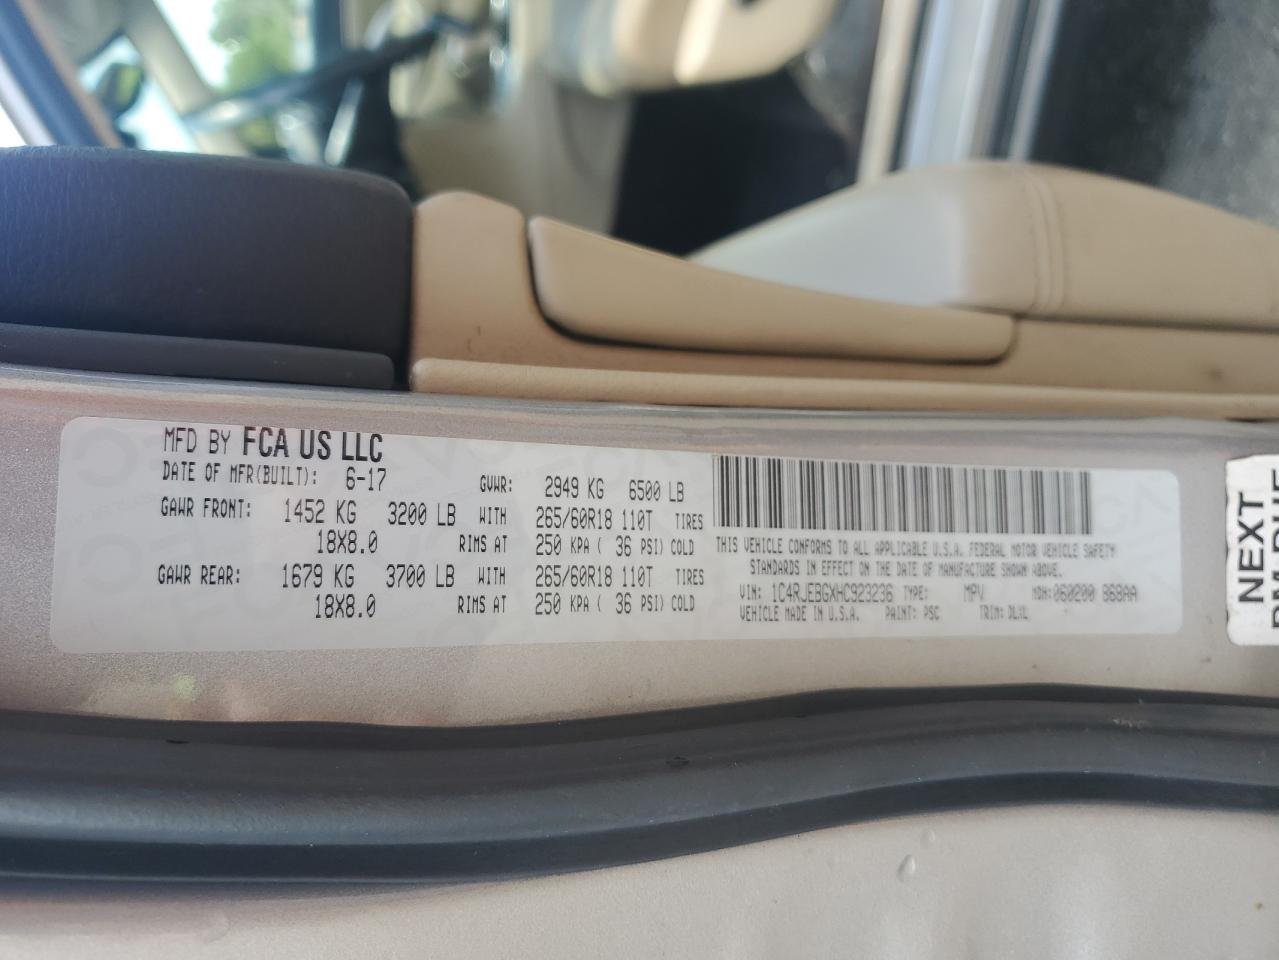 MFD BY FCA US LLC
DATE OF MFR(BUILT): 6-17 GVWR: 2949 KG 6500 LB
GAWR FRONT: 1452 KG 3200 LB WITH 265/60R18 110T TIRES
18X8.0 RIMS AT 250 KPA ( 36 PSI) COLD
GAWR REAR: 1679 KG 3700 LB WITH 265/60R18 110T TIRES
18X8.0 RIMS AT 250 KPA ( 36 PSI) COLD
THIS VEHICLE CONFORMS TO ALL APPLICABLE U.S.A. FEDERAL MOTOR VEHICLE SAFETY
STANDARDS IN EFFECT ON THE DATE OF MANUFACTURE SHOWN ABOVE.
VIN: 1C4RJEBGXHC923236 TYPE: MPV MDH:060200 868AA
VEHICLE MADE IN U.S.A. PAINT: PSC TRIM: DLXL
NEXT